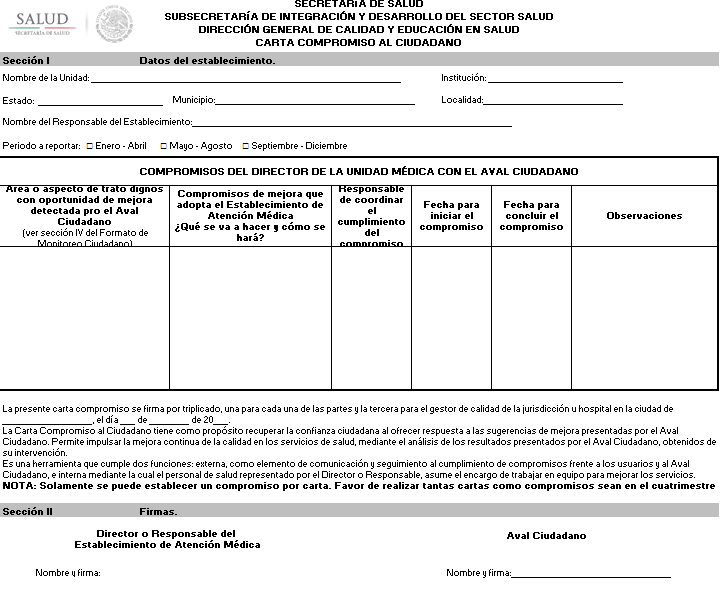 SECRETARÍA DE SALUD
SUBSECRETARÍA DE INTEGRACIÓN Y DESARROLLO DEL SECTOR SALUD
DIRECCIÓN GENERAL DE CALIDAD Y EDUCACIÓN EN SALUD
CARTA COMPROMISO AL CIUDADANO
SALUD
SECRETARÍA DE SALUD
Sección I Datos del establecimiento.
Nombre de la Unidad: Institución:
Estado: Municipio: Localidad:
Nombre del Responsable del Establecimiento:
Periodo a reportar: Enero - Abril Mayo - Agosto Septiembre - Diciembre
COMPROMISOS DEL DIRECTOR DE LA UNIDAD MÉDICA CON EL AVAL CIUDADANO
Área o aspecto de trato dignos
con oportunidad de mejora
detectada pro el Aval
Ciudadano
(ver sección IV del Formato de
Monitoreo Ciudadano)
Compromisos de mejora que
adopta el Establecimiento de
Atención Médica
¿Qué se va a hacer y cómo se
hará?
Responsable
de coordinar
el
cumplimiento
del
compromiso
Fecha para
iniciar el
compromiso
Fecha para
concluir el
compromiso
Observaciones
La presente carta compromiso se firma por triplicado, una para cada una de las partes y la tercera para el gestor de calidad de la jurisdicción u hospital en la ciudad de
____________________, el día ___ de ________ de 20___.
La Carta Compromiso al Ciudadano tiene como propósito recuperar la confianza ciudadana al ofrecer respuesta a las sugerencias de mejora presentadas por el Aval
Ciudadano. Permite impulsar la mejora continua de la calidad en los servicios de salud, mediante el análisis de los resultados presentados por el Aval Ciudadano, obtenidos de
su intervención.
Es una herramienta que cumple dos funciones: externa, como elemento de comunicación y seguimiento al cumplimiento de compromisos frente a los usuarios y al Aval
Ciudadano, e interna mediante la cual el personal de salud representado por el Director o Responsable, asume el encargo de trabajar en equipo para mejorar los servicios.
NOTA: Solamente se puede establecer un compromiso por carta. Favor de realizar tantas cartas como compromisos sean en el cuatrimestre
Sección II Firmas.
Director o Responsable del
Establecimiento de Atención Médica
Aval Ciudadano
Nombre y firma: Nombre y firma: